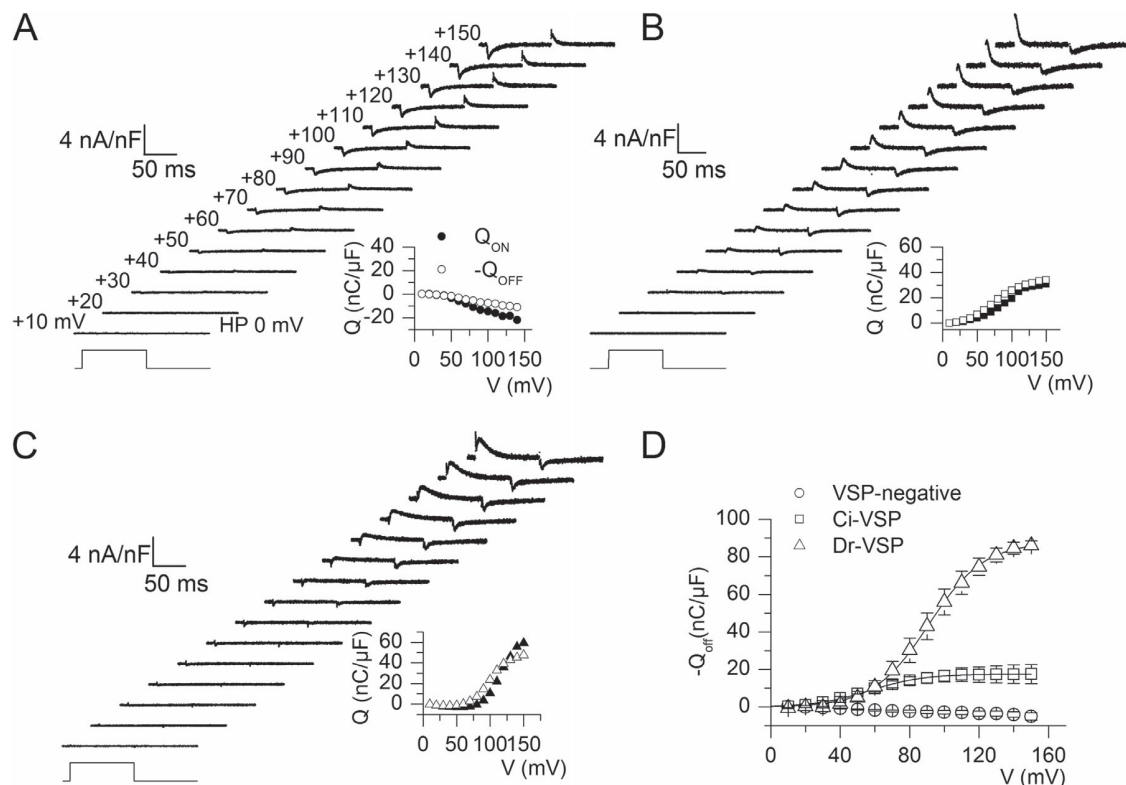 A
+150
+140
+130
+120
+110
+100
+90
+80
+70
+60
+50
+40
+30
+20
+10 mV
HP 0 mV
4 nA/nF
50 ms
Q (nC/µF)
40
20
0
-20
Q_ON
-Q_OFF
0 50 100 150
V (mV)
B
4 nA/nF
50 ms
Q (nC/µF)
60
40
20
0
0 50 100 150
V (mV)
C
4 nA/nF
50 ms
Q (nC/µF)
60
40
20
0
0 50 100 150
V (mV)
D
VSP-negative
Ci-VSP
Dr-VSP
-Q_off(nC/µF)
100
80
60
40
20
0
0 40 80 120 160
V (mV)